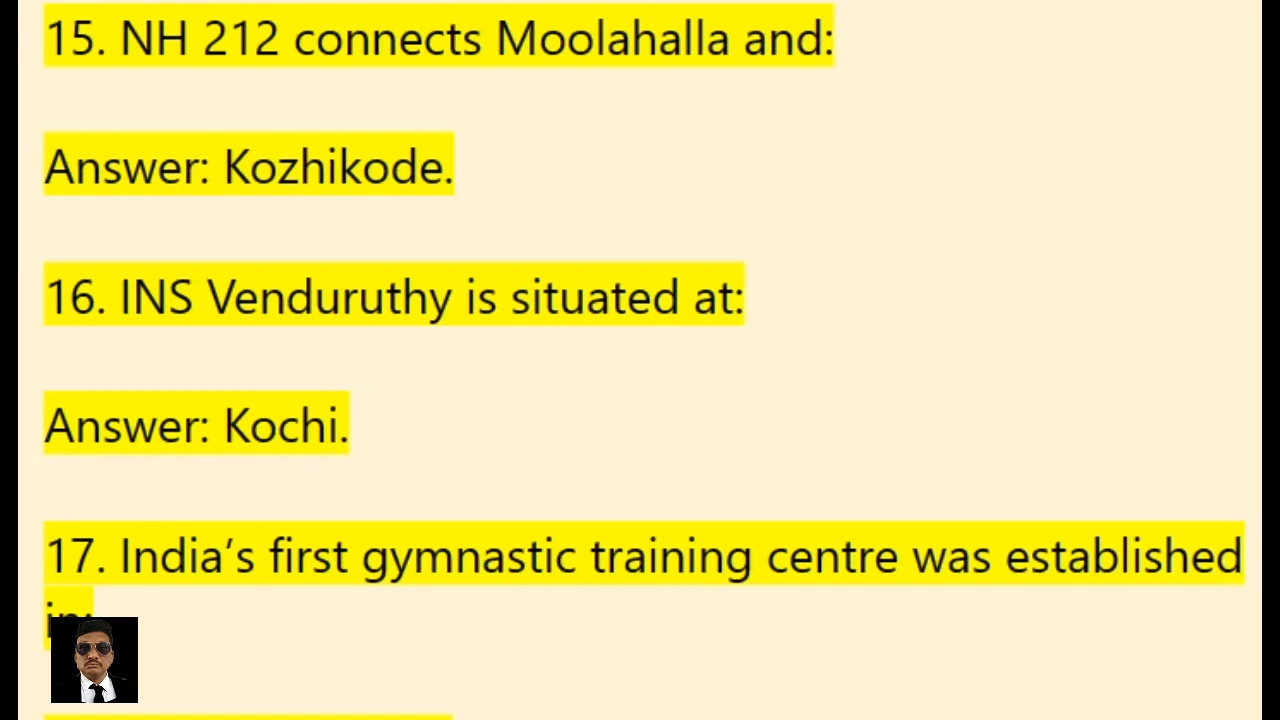 15. NH 212 connects Moolahalla and:
Answer: Kozhikode.
16. INS Venduruthy is situated at:
Answer: Kochi.
17. India’s first gymnastic training centre was established
in: